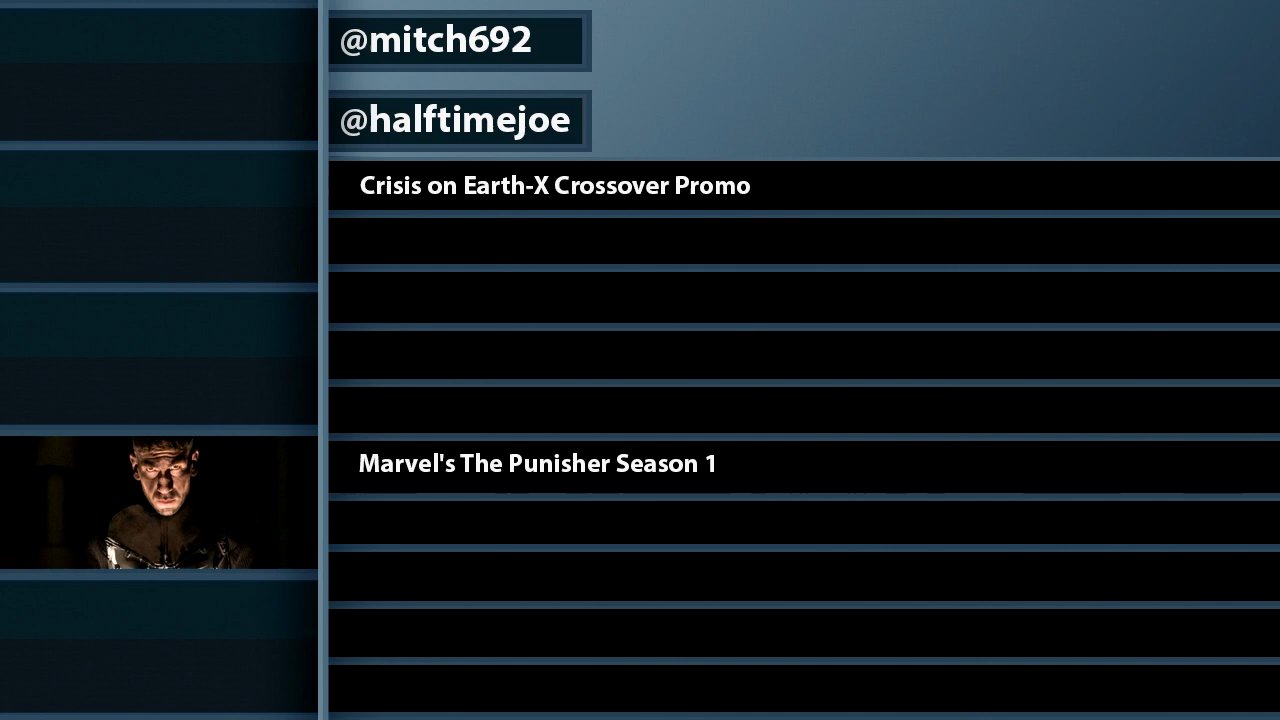 @mitch692
@halftimejoe
Crisis on Earth-X Crossover Promo
Marvel's The Punisher Season 1